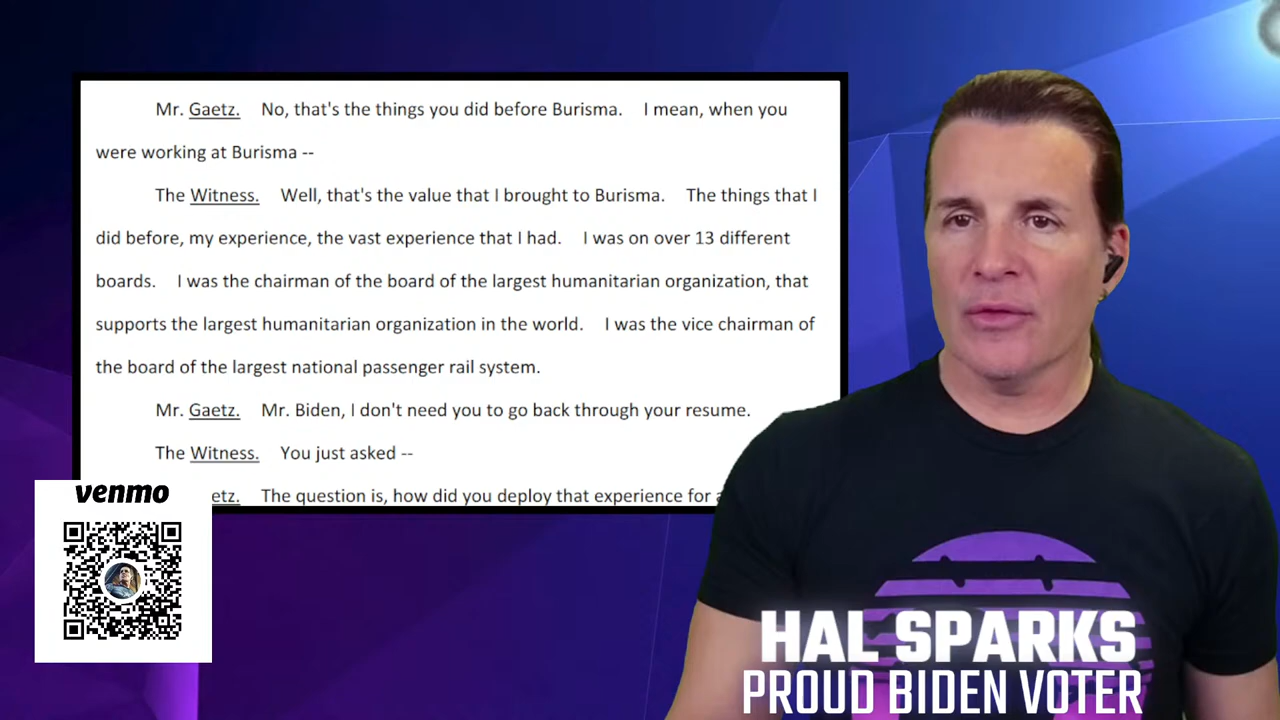 Mr. Gaetz. No, that's the things you did before Burisma. I mean, when you
were working at Burisma --
The Witness. Well, that's the value that I brought to Burisma. The things that I
did before, my experience, the vast experience that I had. I was on over 13 different
boards. I was the chairman of the board of the largest humanitarian organization, that
supports the largest humanitarian organization in the world. I was the vice chairman of
the board of the largest national passenger rail system.
Mr. Gaetz. Mr. Biden, I don't need you to go back through your resume.
The Witness. You just asked --
etz. The question is, how did you deploy that experience for
venmo
HAL SPARKS
PROUD BIDEN VOTER